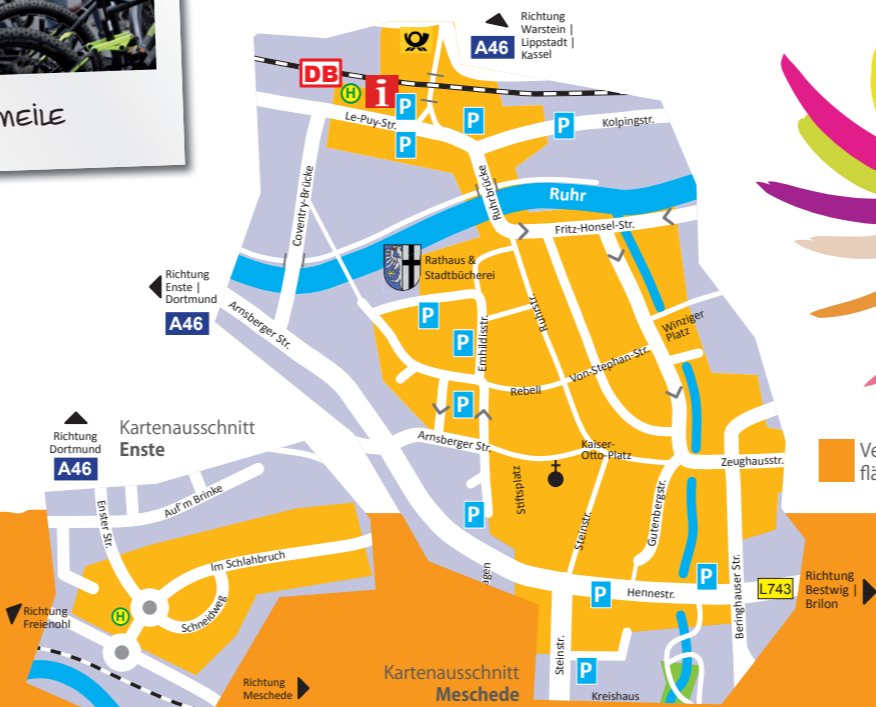 MEILE
Richtung
Warstein |
Lippstadt |
Kassel
A46
DB
H
i
P
P
P
P
Le-Puy-Str.
Kolpingstr.
Coventry-Brücke
Ruhrbrücke
Ruhr
Fritz-Honsel-Str.
Rathaus &
Stadtbücherei
Richtung
Enste |
Dortmund
A46
Arnsberger Str.
P
P
Emhildisstr.
Ruhrstr.
Winziger
Platz
Von-Stephan-Str.
Rebell
P
Arnsberger Str.
Kaiser-
Otto-Platz
Zeughausstr.
Stiftsplatz
Steinstr.
Gutenbergstr.
P
Hennestr.
P
P
Beringhauser Str.
L743
Richtung
Bestwig |
Brilon
Steinstr.
P
Kreishaus
agen
Kartenausschnitt
Meschede
Kartenausschnitt
Enste
Richtung
Dortmund
A46
Enster Str.
Auf'm Brinke
Im Schlahbruch
Schneidweg
H
Richtung
Freienohl
Richtung
Meschede
Ve
flä